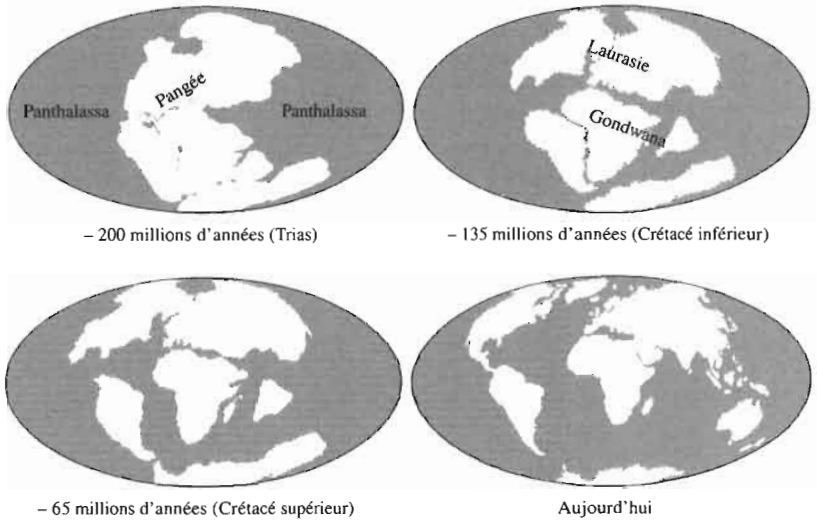 Panthalassa
Pangée
Panthalassa
– 200 millions d'années (Trias)
Laurasie
Gondwana
– 135 millions d'années (Crétacé inférieur)
– 65 millions d'années (Crétacé supérieur)
Aujourd'hui